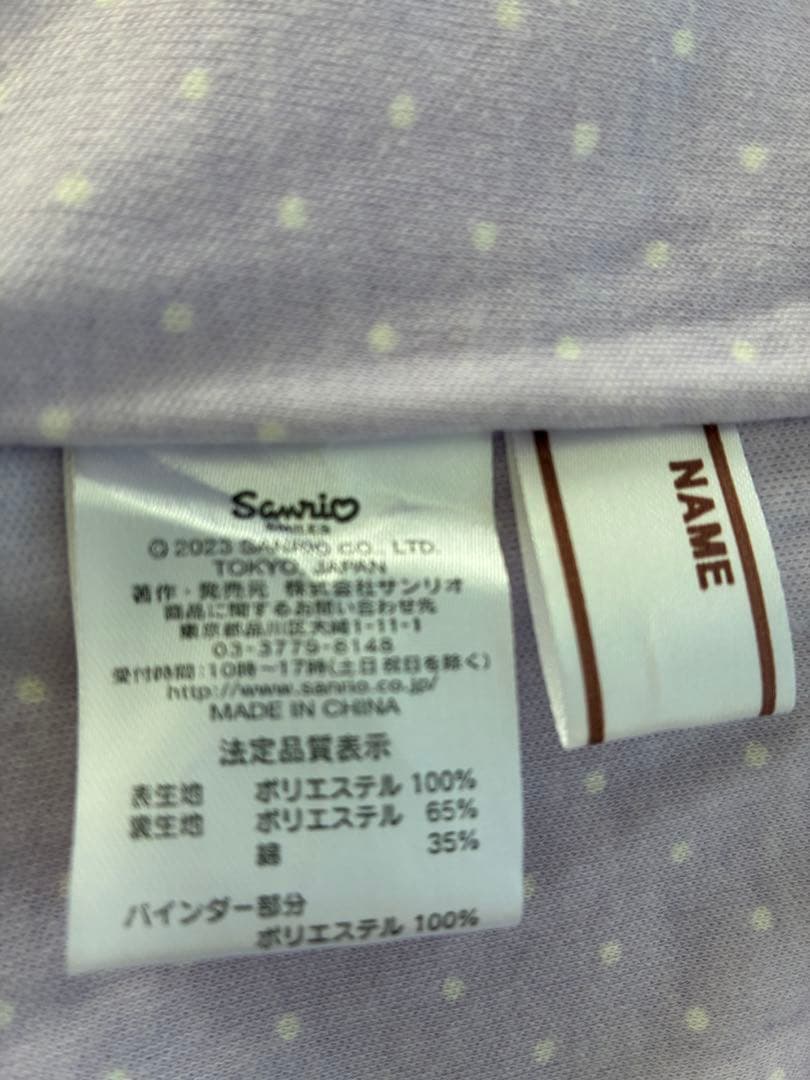 Sanrio
SMILES
© 2023 SANRIO CO., LTD.
TOKYO, JAPAN
著作・発売元 株式会社サンリオ
商品に関するお問い合わせ先
東京都品川区大崎1-11-1
03-3779-8148
受付時間:10時〜17時(土日祝日を除く)
http://www.sanrio.co.jp/
MADE IN CHINA
法定品質表示
表生地 ポリエステル 100%
裏生地 ポリエステル 65%
綿 35%
バインダー部分
ポリエステル 100%
NAME